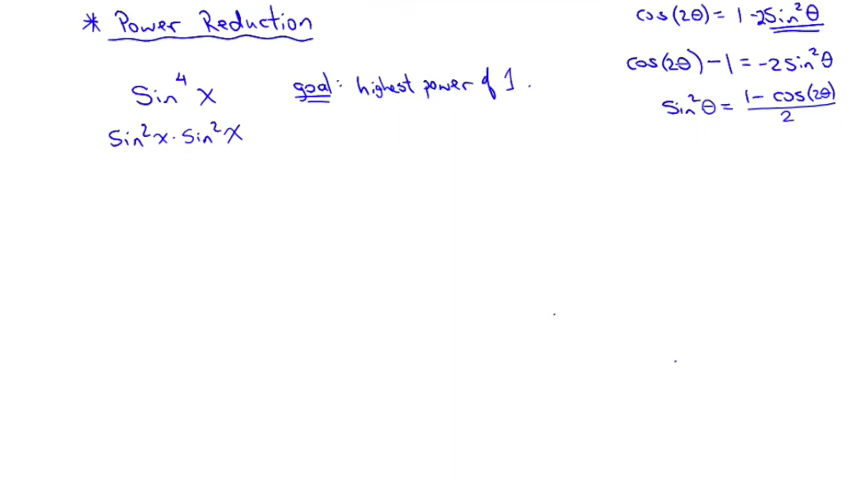 * Power Reduction
cos(2θ) = 1 - 2sin²θ
cos(2θ) - 1 = -2sin²θ
sin²θ = (1 - cos(2θ))/2
Sin⁴x
goal: highest power of 1.
Sin²x · Sin²x